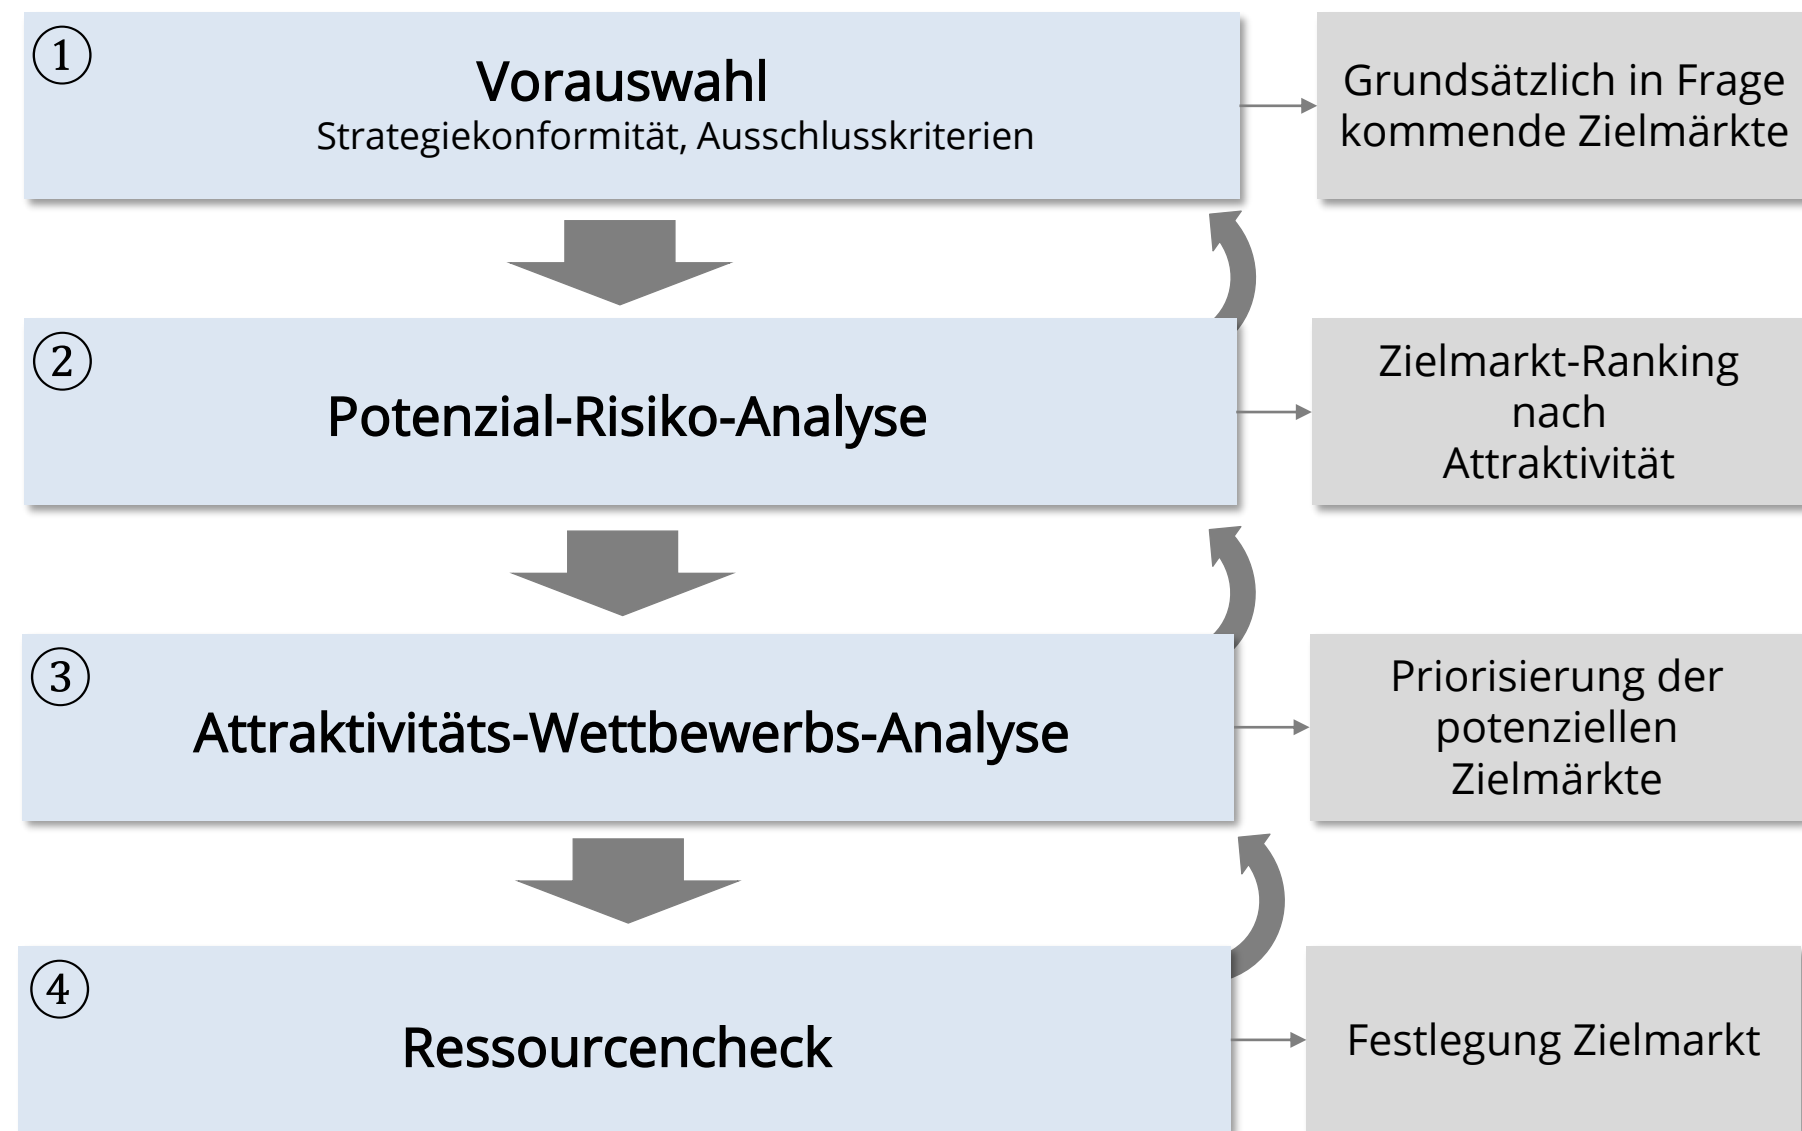 ①
Vorauswahl
Strategiekonformität, Ausschlusskriterien
Grundsätzlich in Frage
kommende Zielmärkte
②
Potenzial-Risiko-Analyse
Zielmarkt-Ranking
nach
Attraktivität
③
Attraktivitäts-Wettbewerbs-Analyse
Priorisierung der
potenziellen
Zielmärkte
④
Ressourcencheck
Festlegung Zielmarkt